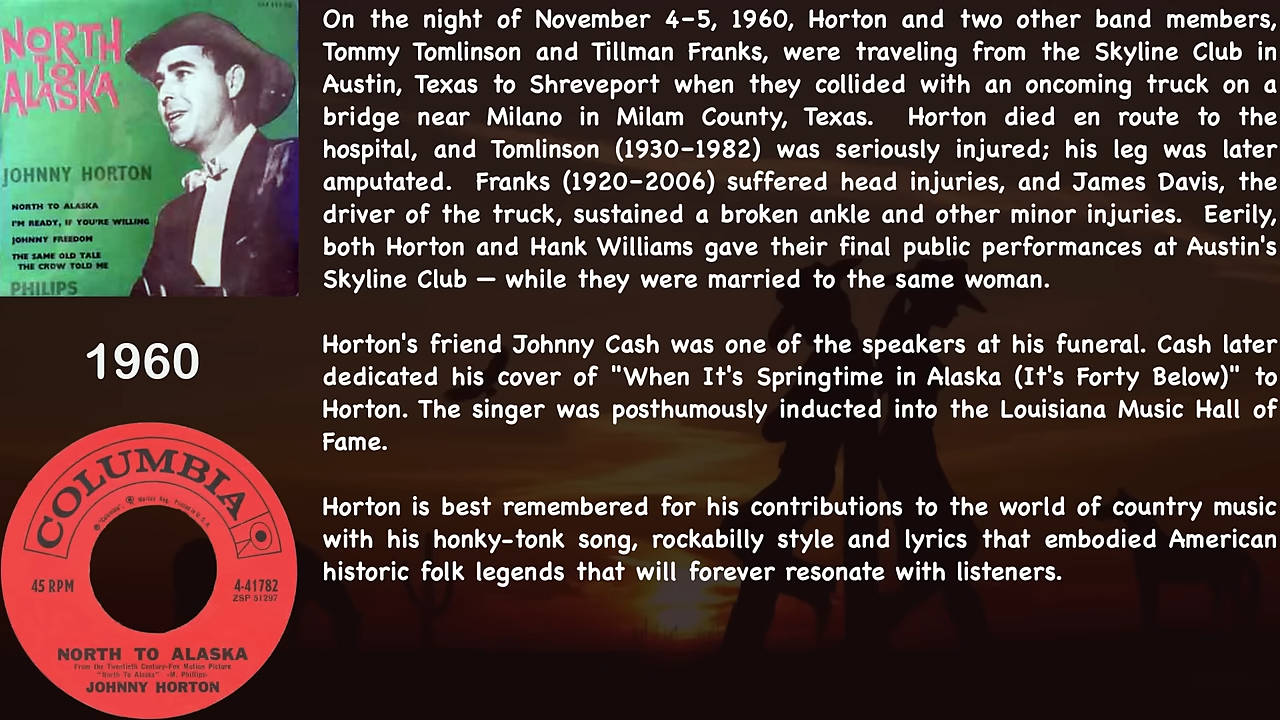 NORTH
TO
ALASKA
JOHNNY HORTON
NORTH TO ALASKA
I'M READY, IF YOU'RE WILLING
JOHNNY FREEDOM
THE SAME OLD TALE
THE CROW TOLD ME
PHILIPS
1960
COLUMBIA
45 RPM
4-41782
ZSP 51297
NORTH TO ALASKA
From the Twentieth Century-Fox Motion Picture
"North To Alaska" -M. Phillips-
JOHNNY HORTON
On the night of November 4-5, 1960, Horton and two other band members,
Tommy Tomlinson and Tillman Franks, were traveling from the Skyline Club in
Austin, Texas to Shreveport when they collided with an oncoming truck on a
bridge near Milano in Milam County, Texas.  Horton died en route to the
hospital, and Tomlinson (1930-1982) was seriously injured; his leg was later
amputated.  Franks (1920-2006) suffered head injuries, and James Davis, the
driver of the truck, sustained a broken ankle and other minor injuries.  Eerily,
both Horton and Hank Williams gave their final public performances at Austin's
Skyline Club — while they were married to the same woman.
Horton's friend Johnny Cash was one of the speakers at his funeral. Cash later
dedicated his cover of "When It's Springtime in Alaska (It's Forty Below)" to
Horton. The singer was posthumously inducted into the Louisiana Music Hall of
Fame.
Horton is best remembered for his contributions to the world of country music
with his honky-tonk song, rockabilly style and lyrics that embodied American
historic folk legends that will forever resonate with listeners.